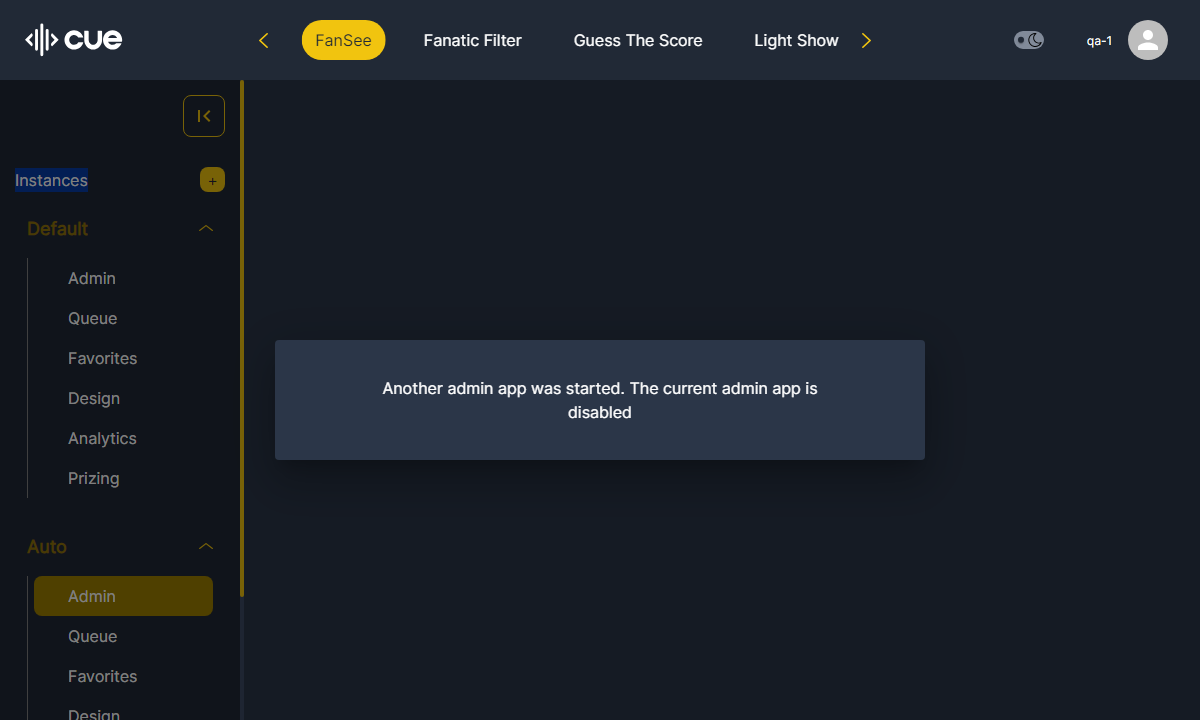 cue
FanSee
Fanatic Filter
Guess The Score
Light Show
qa-1
Instances
+
Default
Admin
Queue
Favorites
Design
Analytics
Prizing
Auto
Admin
Queue
Favorites
Design
Another admin app was started. The current admin app is
disabled